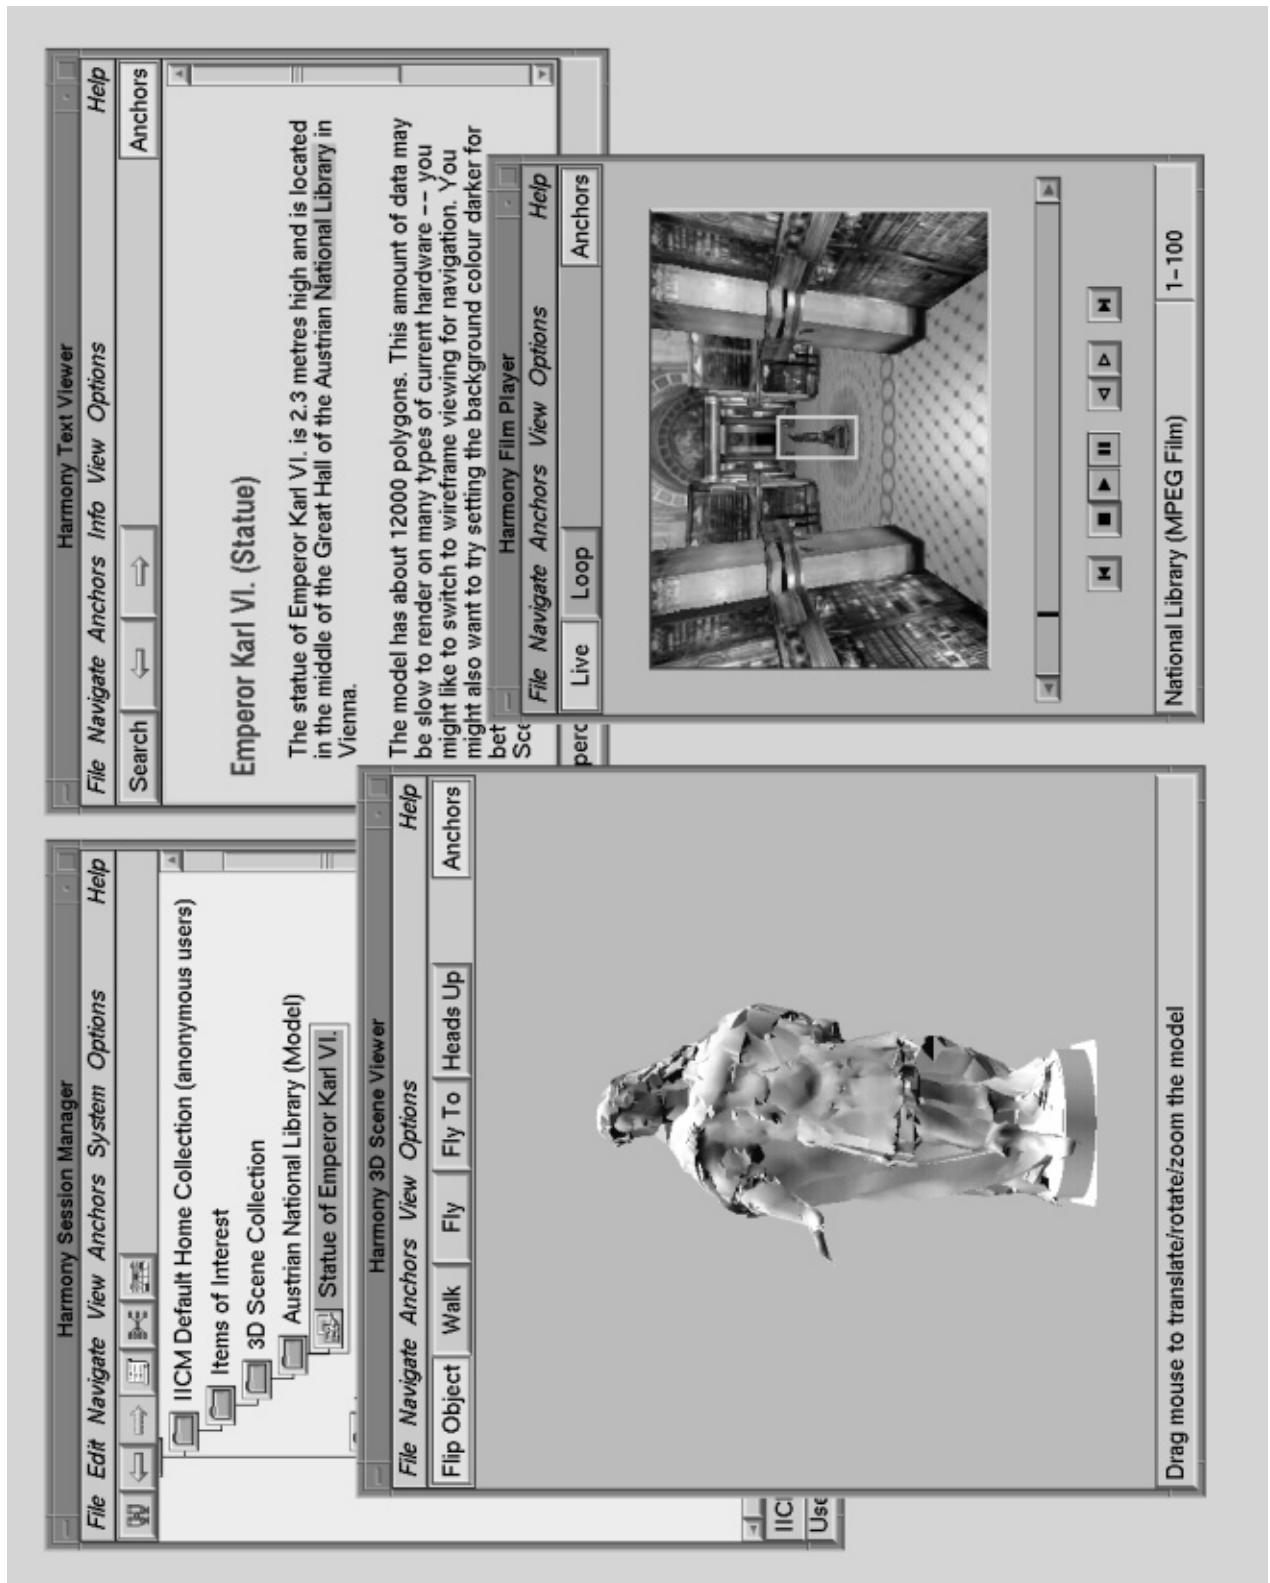 Harmony Session Manager
File Edit Navigate View Anchors System Options Help
IICM Default Home Collection (anonymous users)
Items of Interest
3D Scene Collection
Austrian National Library (Model)
Statue of Emperor Karl VI.
Harmony Text Viewer
File Navigate Anchors Info View Options Help
Search Anchors
Emperor Karl VI. (Statue)
The statue of Emperor Karl VI. is 2.3 metres high and is located
in the middle of the Great Hall of the Austrian National Library in
Vienna.
The model has about 12000 polygons. This amount of data may
be slow to render on many types of current hardware -- you
might like to switch to wireframe viewing for navigation. You
might also want to try setting the background colour darker for
bet
Sce
Harmony 3D Scene Viewer
File Navigate Anchors View Options Help
Flip Object Walk Fly Fly To Heads Up Anchors
Drag mouse to translate/rotate/zoom the model
Harmony Film Player
File Navigate Anchors View Options Help
Live Loop Anchors
National Library (MPEG Film) 1-100